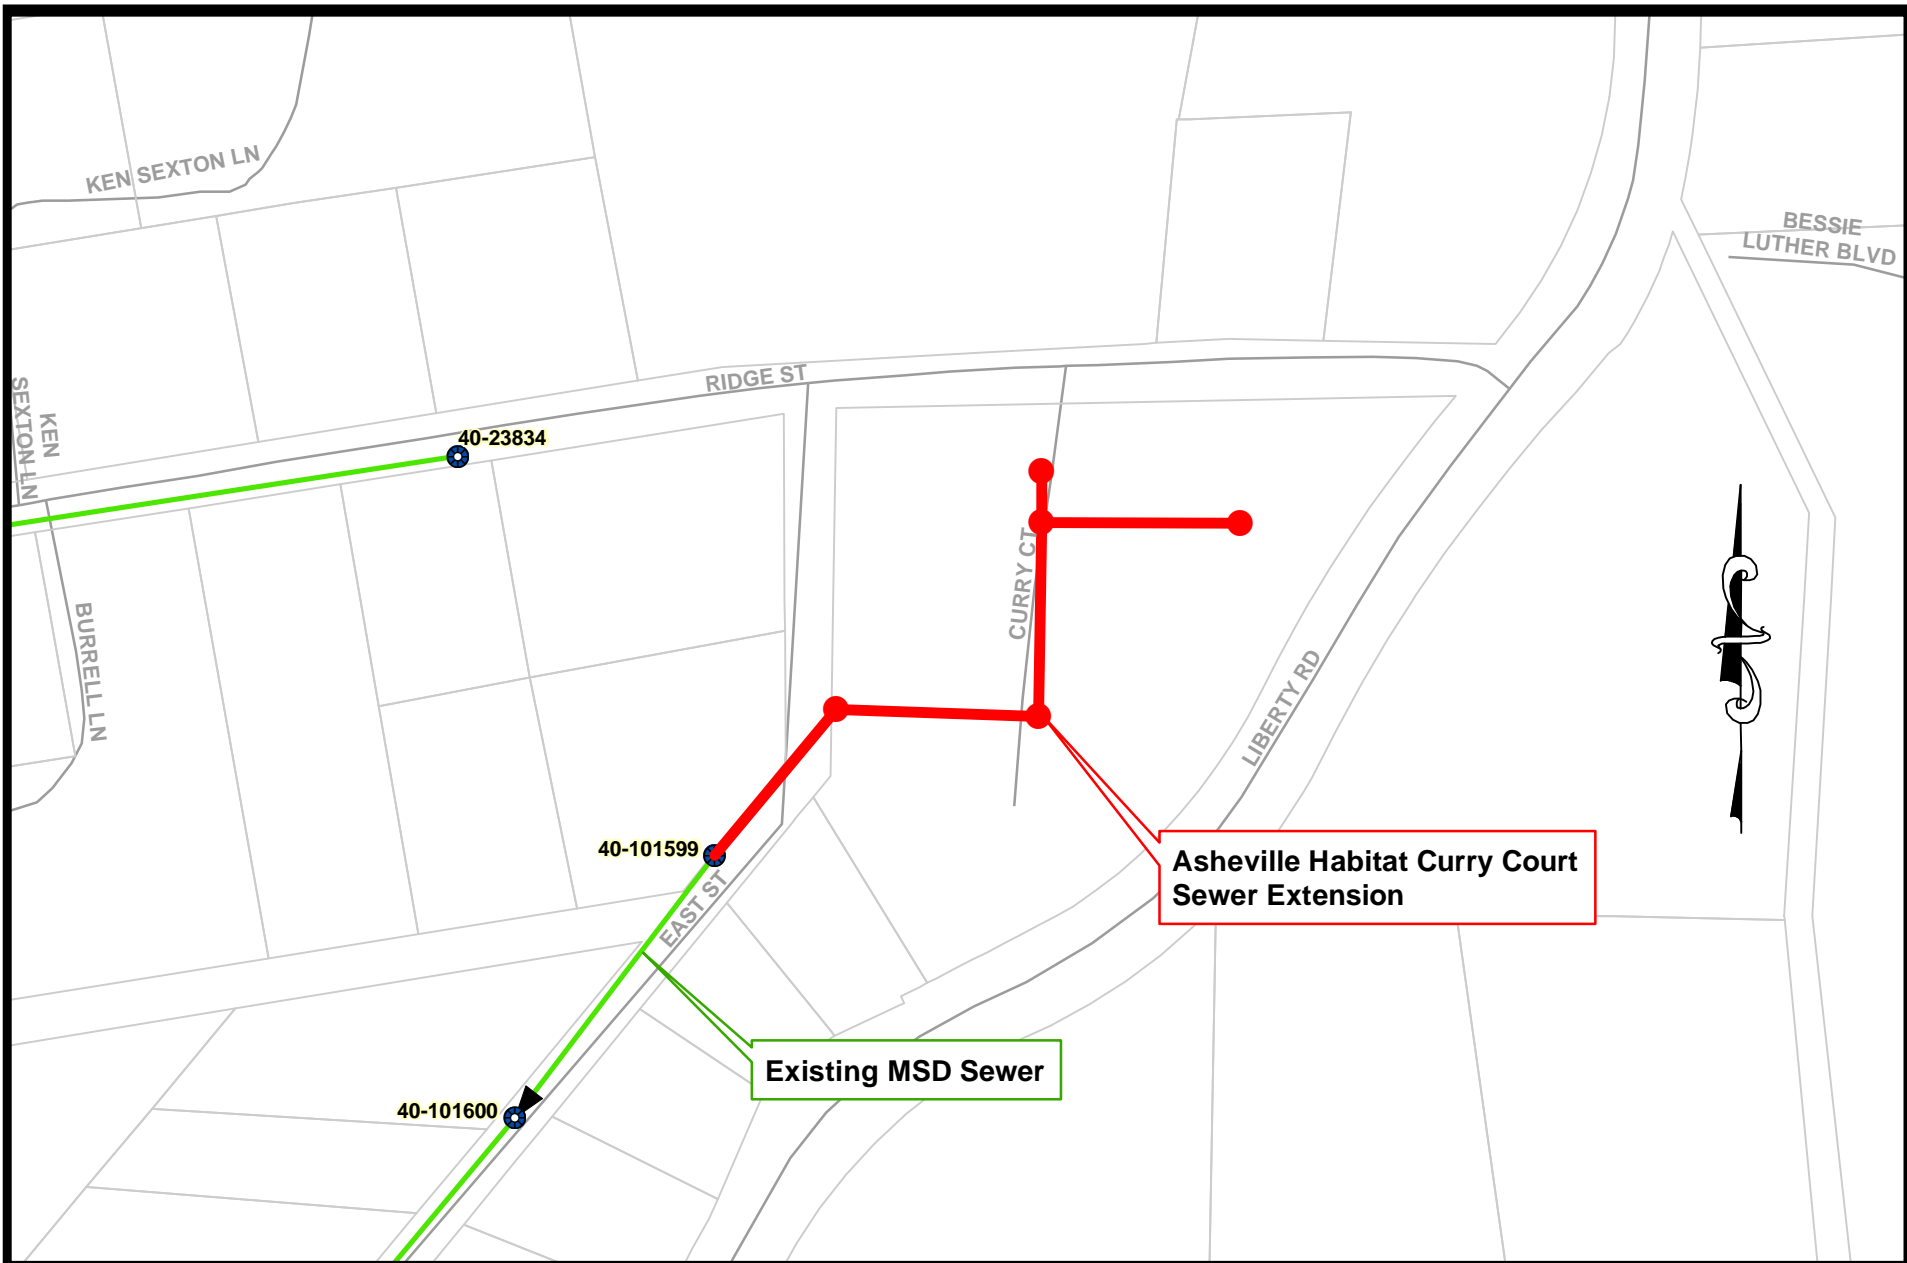 KEN SEXTON LN
BESSIE
LUTHER BLVD
RIDGE ST
KEN
SEXTON LN
40-23834
CURRY CT
BURRELL LN
LIBERTY RD
40-101599
Asheville Habitat Curry Court
Sewer Extension
EAST ST
Existing MSD Sewer
40-101600